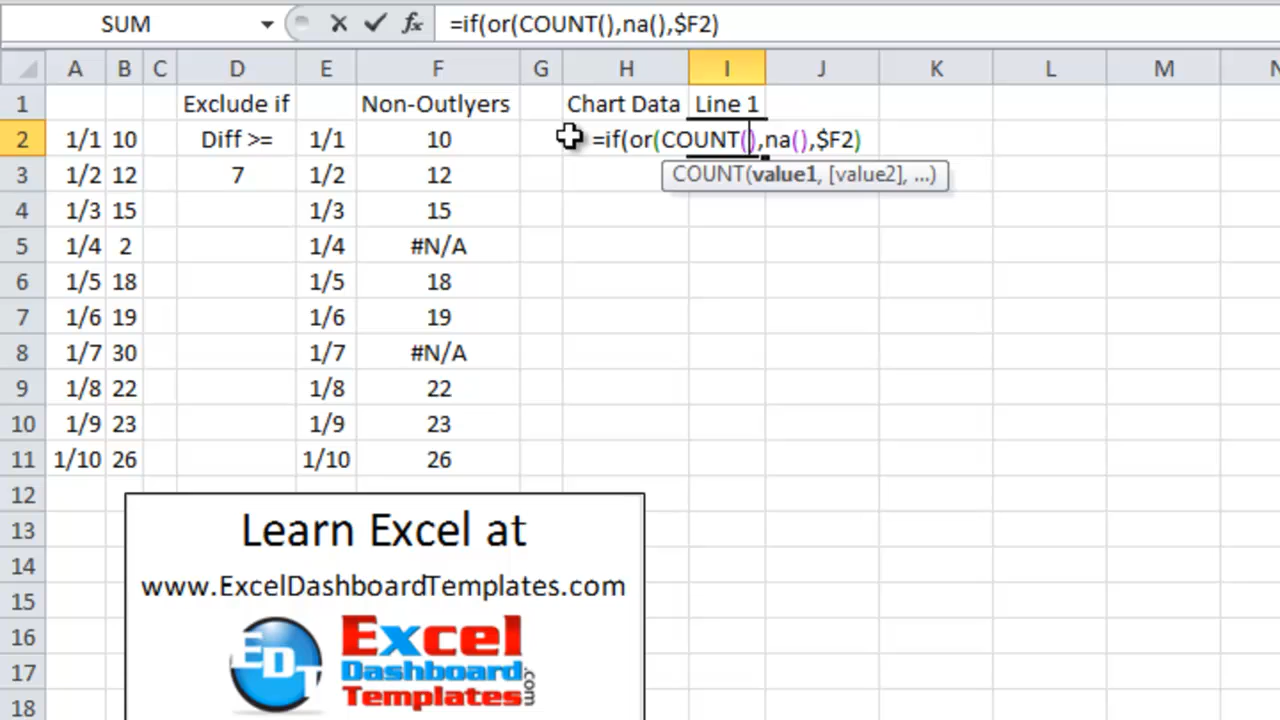 SUM =if(or(COUNT(),na(),$F2)
A B C D E F G H I J K L M N
1 Exclude if Non-Outlyers Chart Data Line 1
2 1/1 10 Diff >= 1/1 10 =if(or(COUNT(),na(),$F2)
3 1/2 12 7 1/2 12 COUNT(value1, [value2], ...)
4 1/3 15 1/3 15
5 1/4 2 1/4 #N/A
6 1/5 18 1/5 18
7 1/6 19 1/6 19
8 1/7 30 1/7 #N/A
9 1/8 22 1/8 22
10 1/9 23 1/9 23
11 1/10 26 1/10 26
12
13 Learn Excel at
14
15 www.ExcelDashboardTemplates.com
16 Excel
17 EDT Dashboard
18 Templates.com